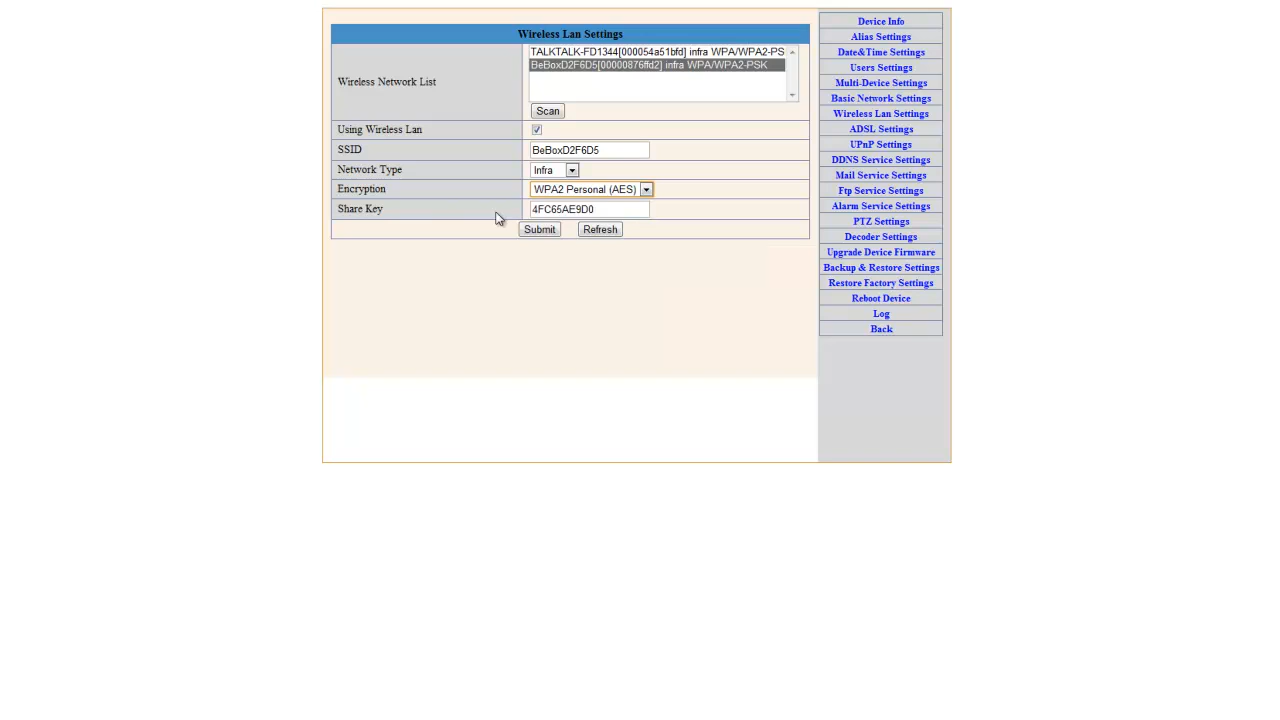 Wireless Lan Settings
Wireless Network List
TALKTALK-FD1344[000054a51bfd] infra WPA/WPA2-PS
BeBoxD2F6D5[00000876ffd2] infra WPA/WPA2-PSK
Scan
Using Wireless Lan
SSID
BeBoxD2F6D5
Network Type
Infra
Encryption
WPA2 Personal (AES)
Share Key
4FC65AE9D0
Submit Refresh
Device Info
Alias Settings
Date&Time Settings
Users Settings
Multi-Device Settings
Basic Network Settings
Wireless Lan Settings
ADSL Settings
UPnP Settings
DDNS Service Settings
Mail Service Settings
Ftp Service Settings
Alarm Service Settings
PTZ Settings
Decoder Settings
Upgrade Device Firmware
Backup & Restore Settings
Restore Factory Settings
Reboot Device
Log
Back